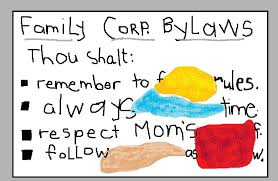 Family Corp. Bylaws
Thou shalt:
remember to rules.
always time.
respect Mom's
follow